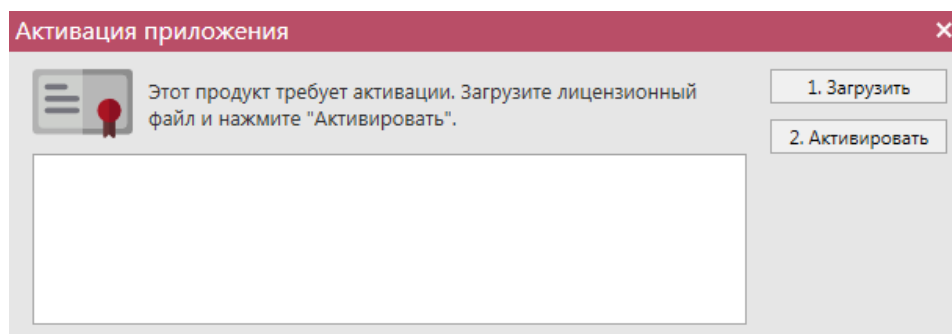 Активация приложения
Этот продукт требует активации. Загрузите лицензионный
файл и нажмите "Активировать".
1. Загрузить
2. Активировать